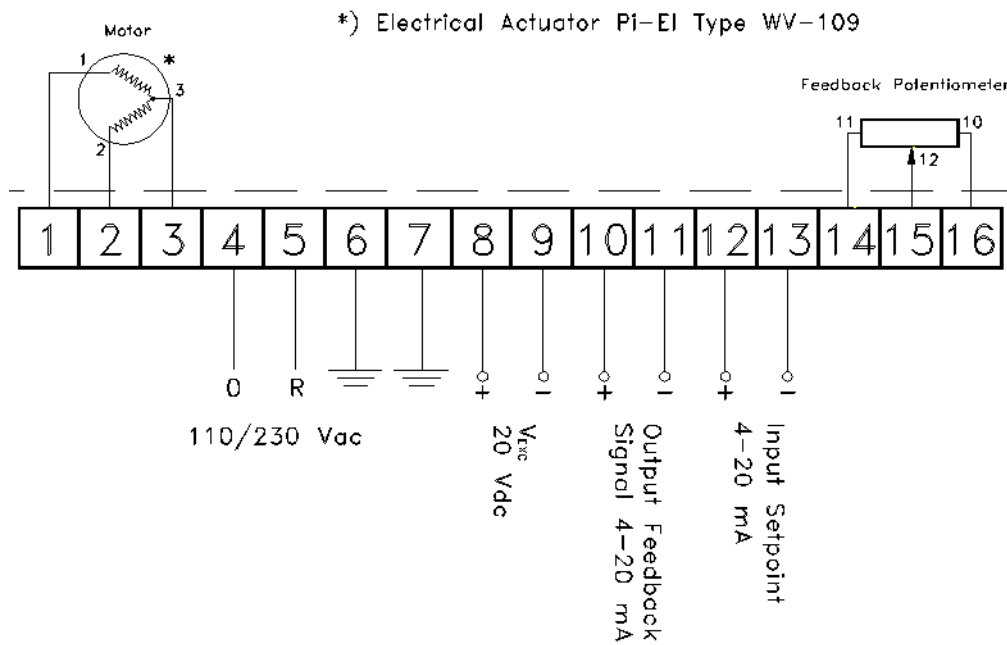 *) Electrical Actuator Pi-El Type WV-109
Motor
1
*
3
2
Feedback Potentiometer
11
10
12
1 2 3 4 5 6 7 8 9 10 11 12 13 14 15 16
0 R
+ - + - + -
110/230 Vac
VExc
20 Vdc
Output Feedback
Signal 4-20 mA
Input Setpoint
4-20 mA